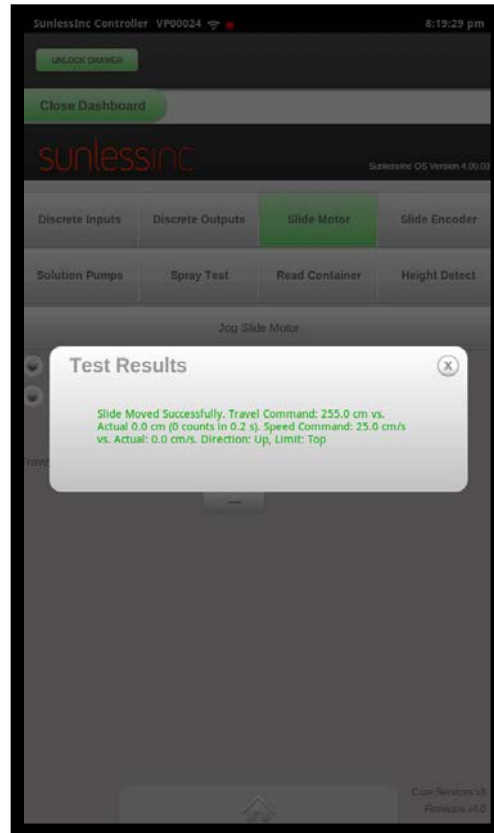 SunlessInc Controller VP00024
8:19:29 pm
UNLOCK DRAWER
Close Dashboard
sunlessinc
SunlessInc OS Version 4.00.03
Discrete Inputs
Discrete Outputs
Slide Motor
Slide Encoder
Solution Pumps
Spray Test
Read Container
Height Detect
Jog Slide Motor
Test Results
Slide Moved Successfully. Travel Command: 255.0 cm vs.
Actual 0.0 cm (0 counts in 0.2 s). Speed Command: 25.0 cm/s
vs. Actual: 0.0 cm/s. Direction: Up, Limit: Top
Core Services v3
Firmware v4.0